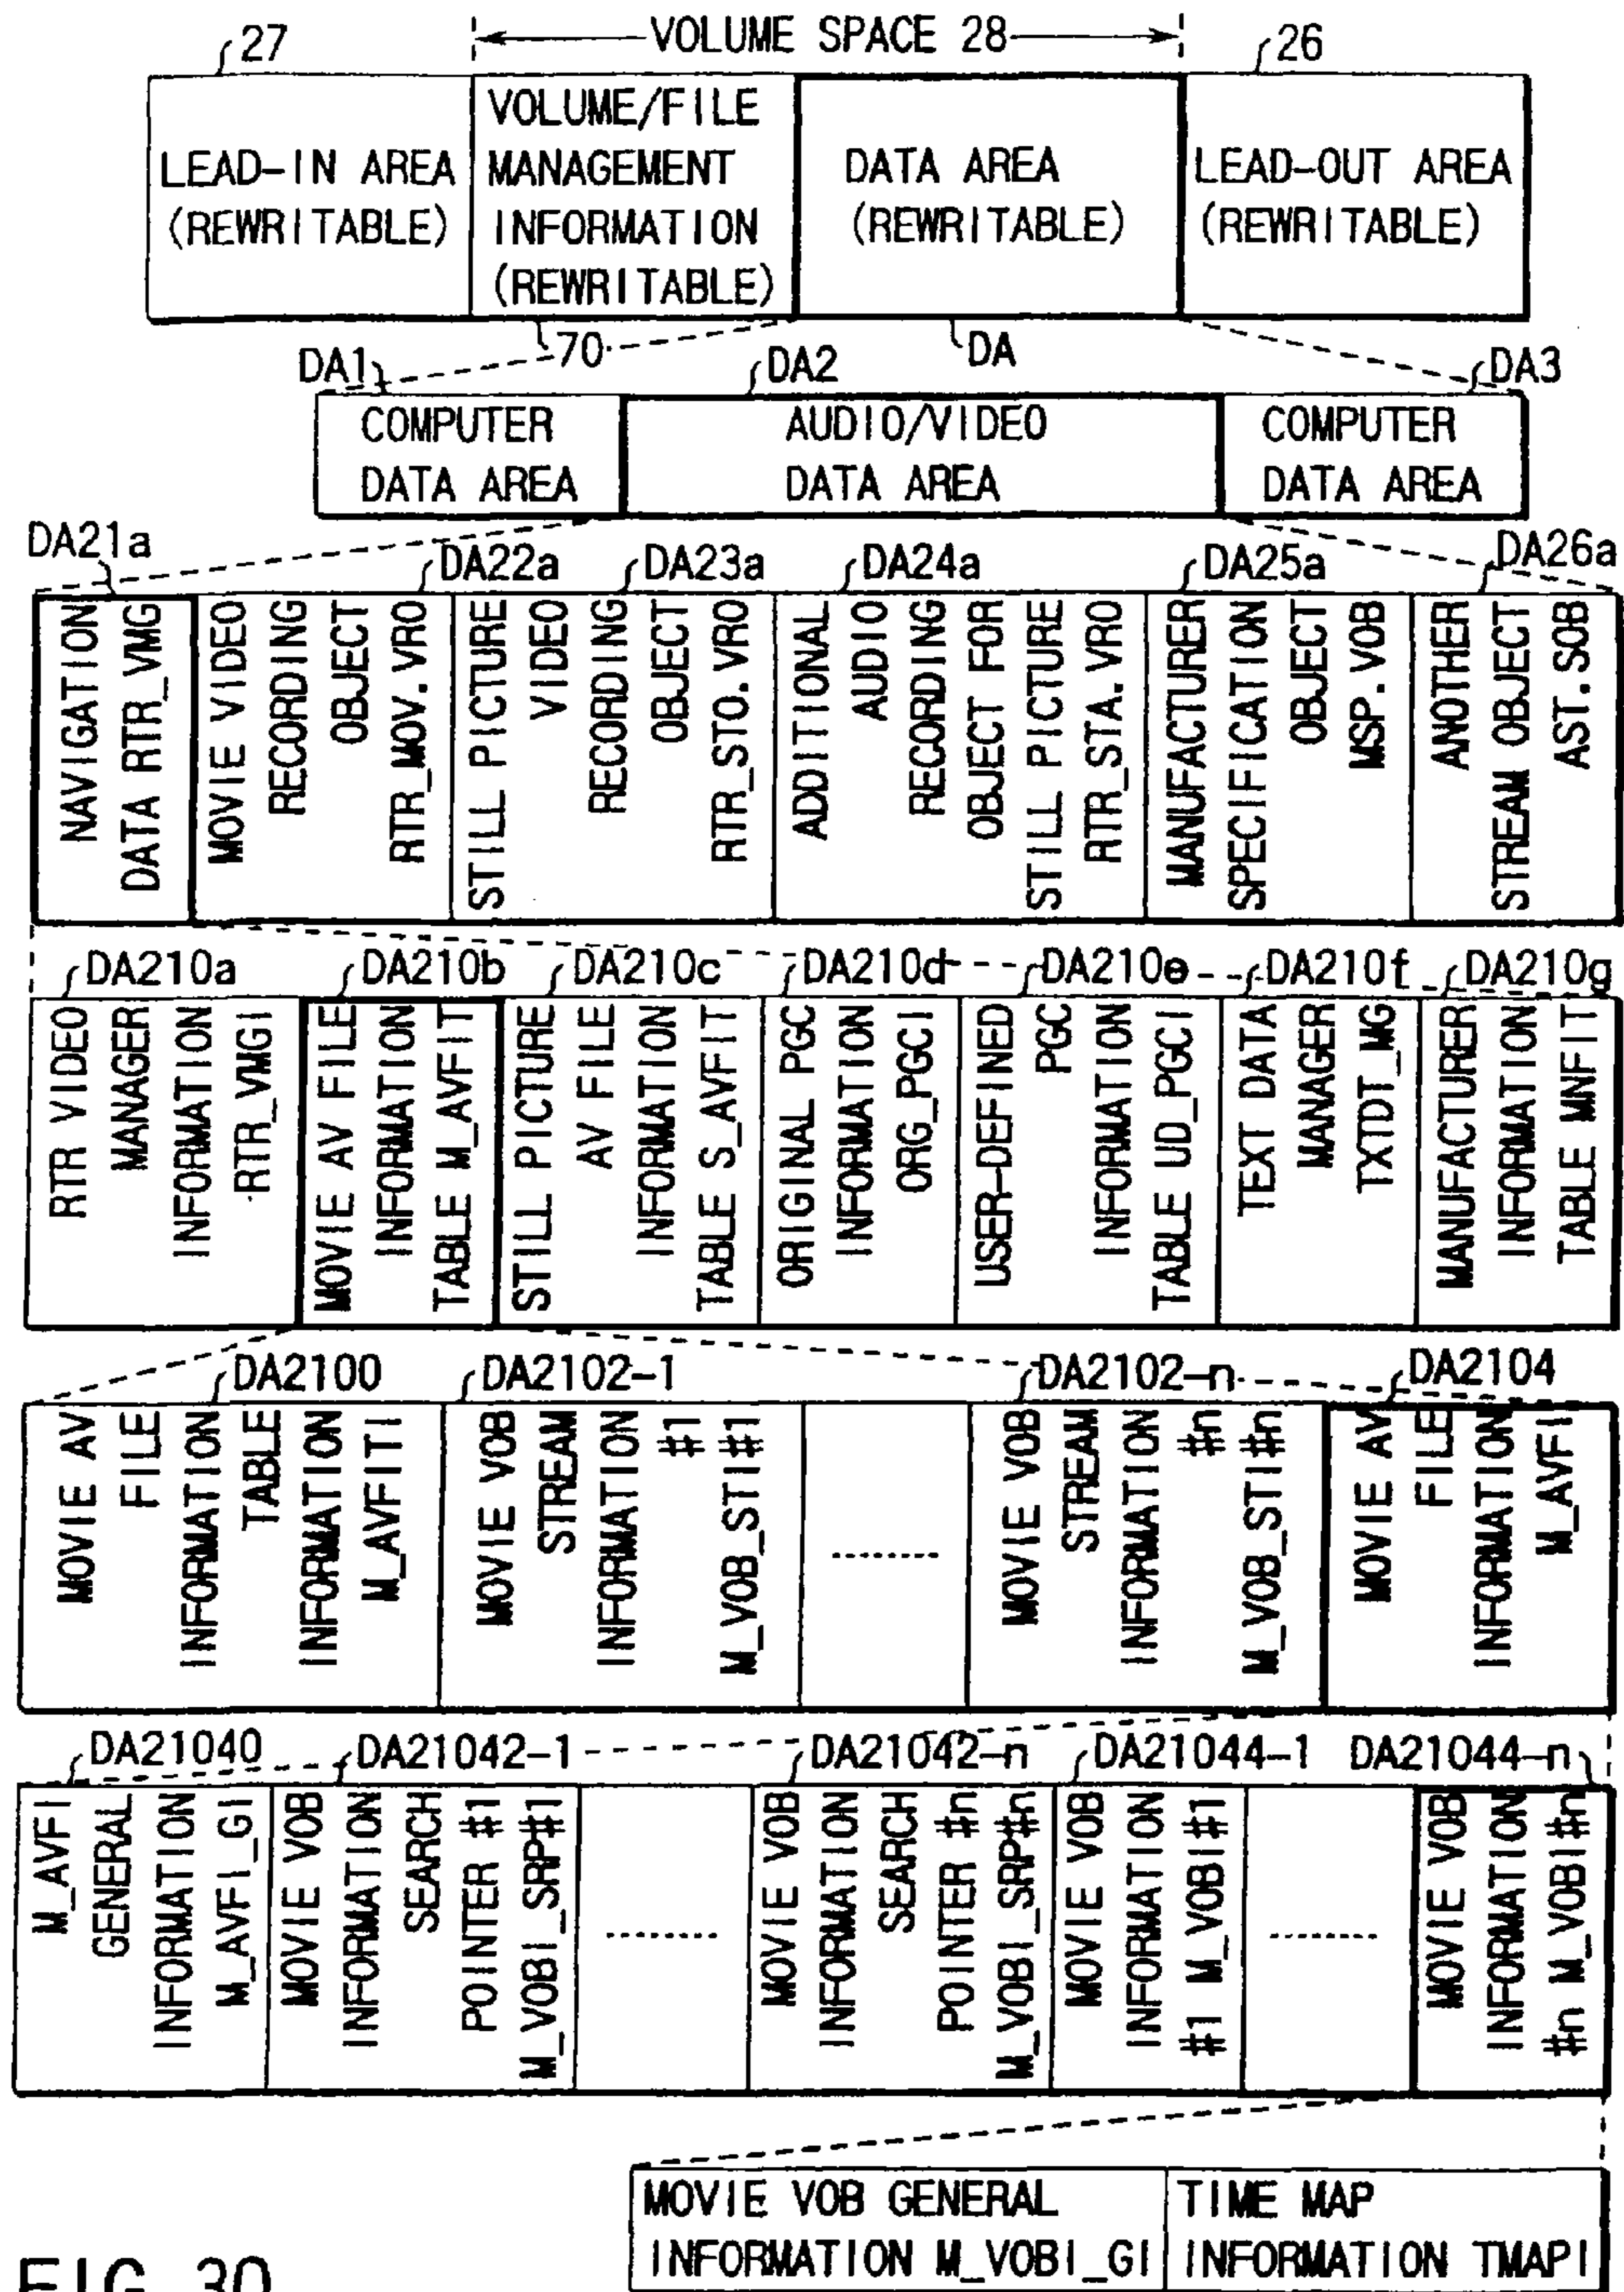 VOLUME SPACE 28
27
26
LEAD-IN AREA
(REWRITABLE)
VOLUME/FILE
MANAGEMENT
INFORMATION
(REWRITABLE)
DATA AREA
(REWRITABLE)
LEAD-OUT AREA
(REWRITABLE)
70
DA
DA1
DA2
DA3
COMPUTER
DATA AREA
AUDIO/VIDEO
DATA AREA
COMPUTER
DATA AREA
DA21a
DA22a
DA23a
DA24a
DA25a
DA26a
NAVIGATION
DATA RTR_VMG
MOVIE VIDEO
RECORDING
OBJECT
RTR_MOV.VRO
STILL PICTURE
VIDEO
RECORDING
OBJECT
RTR_STO.VRO
ADDITIONAL
AUDIO
RECORDING
OBJECT FOR
STILL PICTURE
RTR_STA.VRO
MANUFACTURER
SPECIFICATION
OBJECT
MSP.VOB
ANOTHER
STREAM OBJECT
AST.SOB
DA210a
DA210b
DA210c
DA210d
DA210e
DA210f
DA210g
RTR VIDEO
MANAGER
INFORMATION
RTR_VMGI
MOVIE AV FILE
INFORMATION
TABLE M_AVFIT
STILL PICTURE
AV FILE
INFORMATION
TABLE S_AVFIT
ORIGINAL PGC
INFORMATION
ORG_PGCI
USER-DEFINED
PGC
INFORMATION
TABLE UD_PGCI
TEXT DATA
MANAGER
TXTDT_MG
MANUFACTURER
INFORMATION
TABLE MNFIT
DA2100
DA2102-1
DA2102-n
DA2104
MOVIE AV
FILE
INFORMATION
TABLE
INFORMATION
M_AVFITI
MOVIE VOB
STREAM
INFORMATION
#1
M_VOB_STI#1
MOVIE VOB
STREAM
INFORMATION
#n
M_VOB_STI#n
MOVIE AV
FILE
INFORMATION
M_AVFI
DA21040
DA21042-1
DA21042-n
DA21044-1
DA21044-n
M_AVFI
GENERAL
INFORMATION
M_AVFI_GI
MOVIE VOB
INFORMATION
SEARCH
POINTER #1
M_VOBI_SRP#1
MOVIE VOB
INFORMATION
SEARCH
POINTER #n
M_VOBI_SRP#n
MOVIE VOB
INFORMATION
#1 M_VOBI#1
MOVIE VOB
INFORMATION
#n M_VOBI#n
MOVIE VOB GENERAL
INFORMATION M_VOBI_GI
TIME MAP
INFORMATION TMAPI
FIG. 30